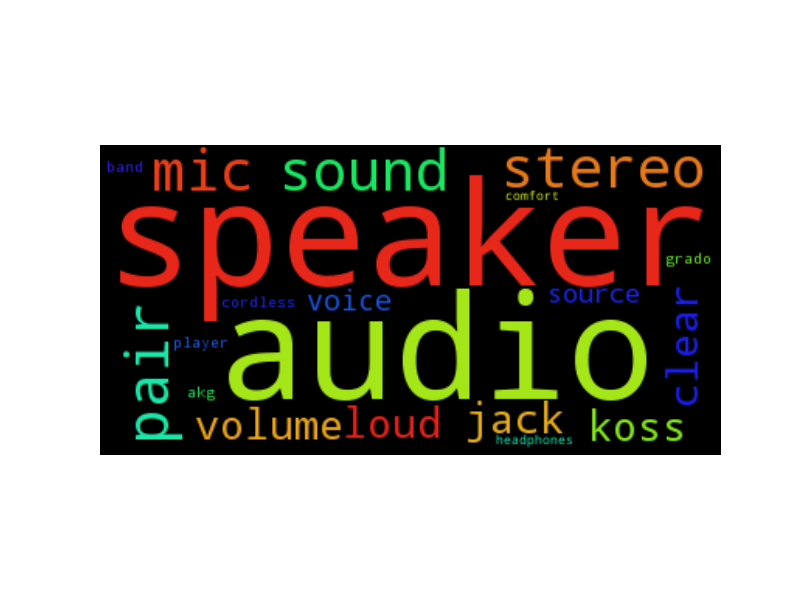 band
mic
sound
stereo
comfort
speaker
grado
cordless
voice
source
pair
player
audio
clear
akg
volume
loud
jack
koss
headphones